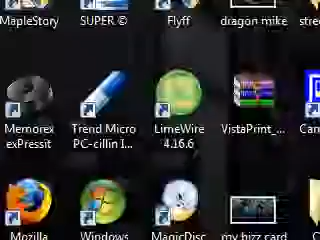 MapleStory SUPER © Flyff dragon mike
Memorex Trend Micro LimeWire VistaPrint_...
exPressit PC-cillin I... 4.16.6
Mozilla Windows MagicDisc my bizz card